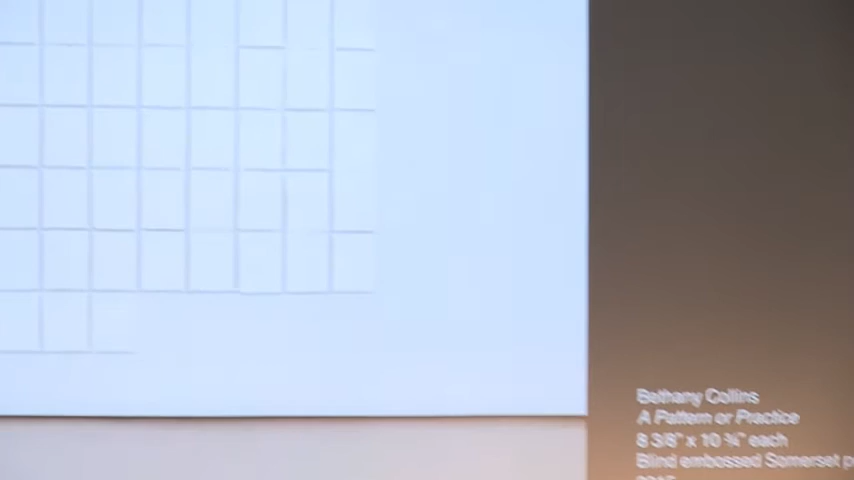 Bethany Collins
A Pattern or Practice
8 3/8" x 10 ¾" each
Blind embossed Somerset